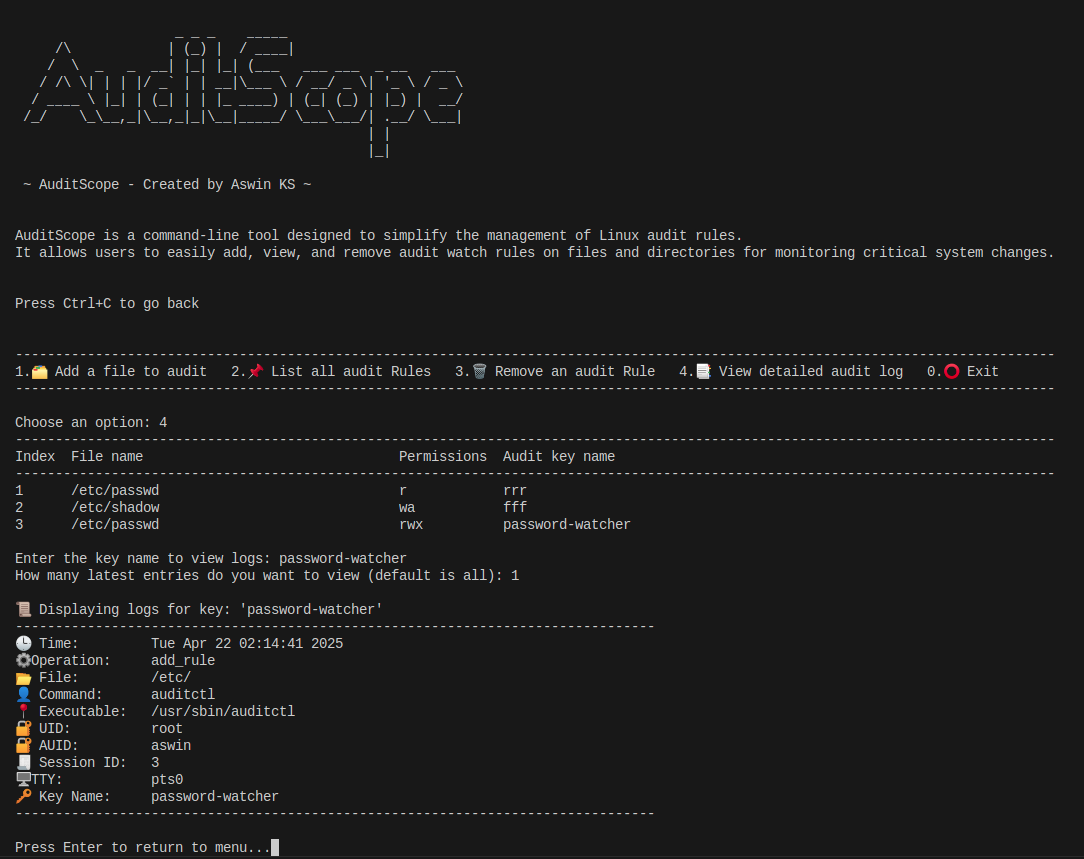 AuditScope
~ AuditScope - Created by Aswin KS ~
AuditScope is a command-line tool designed to simplify the management of Linux audit rules.
It allows users to easily add, view, and remove audit watch rules on files and directories for monitoring critical system changes.
Press Ctrl+C to go back
----------------------------------------------------------------------------------------------------------------------------------
1.🗂️ Add a file to audit   2.📌 List all audit Rules   3.🗑️ Remove an audit Rule   4.📑 View detailed audit log   0.⭕ Exit
----------------------------------------------------------------------------------------------------------------------------------
Choose an option: 4
----------------------------------------------------------------------------------------------------------------------------------
Index  File name                                Permissions  Audit key name
----------------------------------------------------------------------------------------------------------------------------------
1      /etc/passwd                              r            rrr
2      /etc/shadow                              wa           fff
3      /etc/passwd                              rwx          password-watcher
Enter the key name to view logs: password-watcher
How many latest entries do you want to view (default is all): 1
📜 Displaying logs for key: 'password-watcher'
--------------------------------------------------------------------------------
🕒 Time:         Tue Apr 22 02:14:41 2025
⚙️Operation:     add_rule
📂 File:         /etc/
👤 Command:      auditctl
📍 Executable:   /usr/sbin/auditctl
🔐 UID:          root
🔐 AUID:         aswin
🧾 Session ID:   3
🖥️TTY:           pts0
🔑 Key Name:     password-watcher
--------------------------------------------------------------------------------
Press Enter to return to menu...